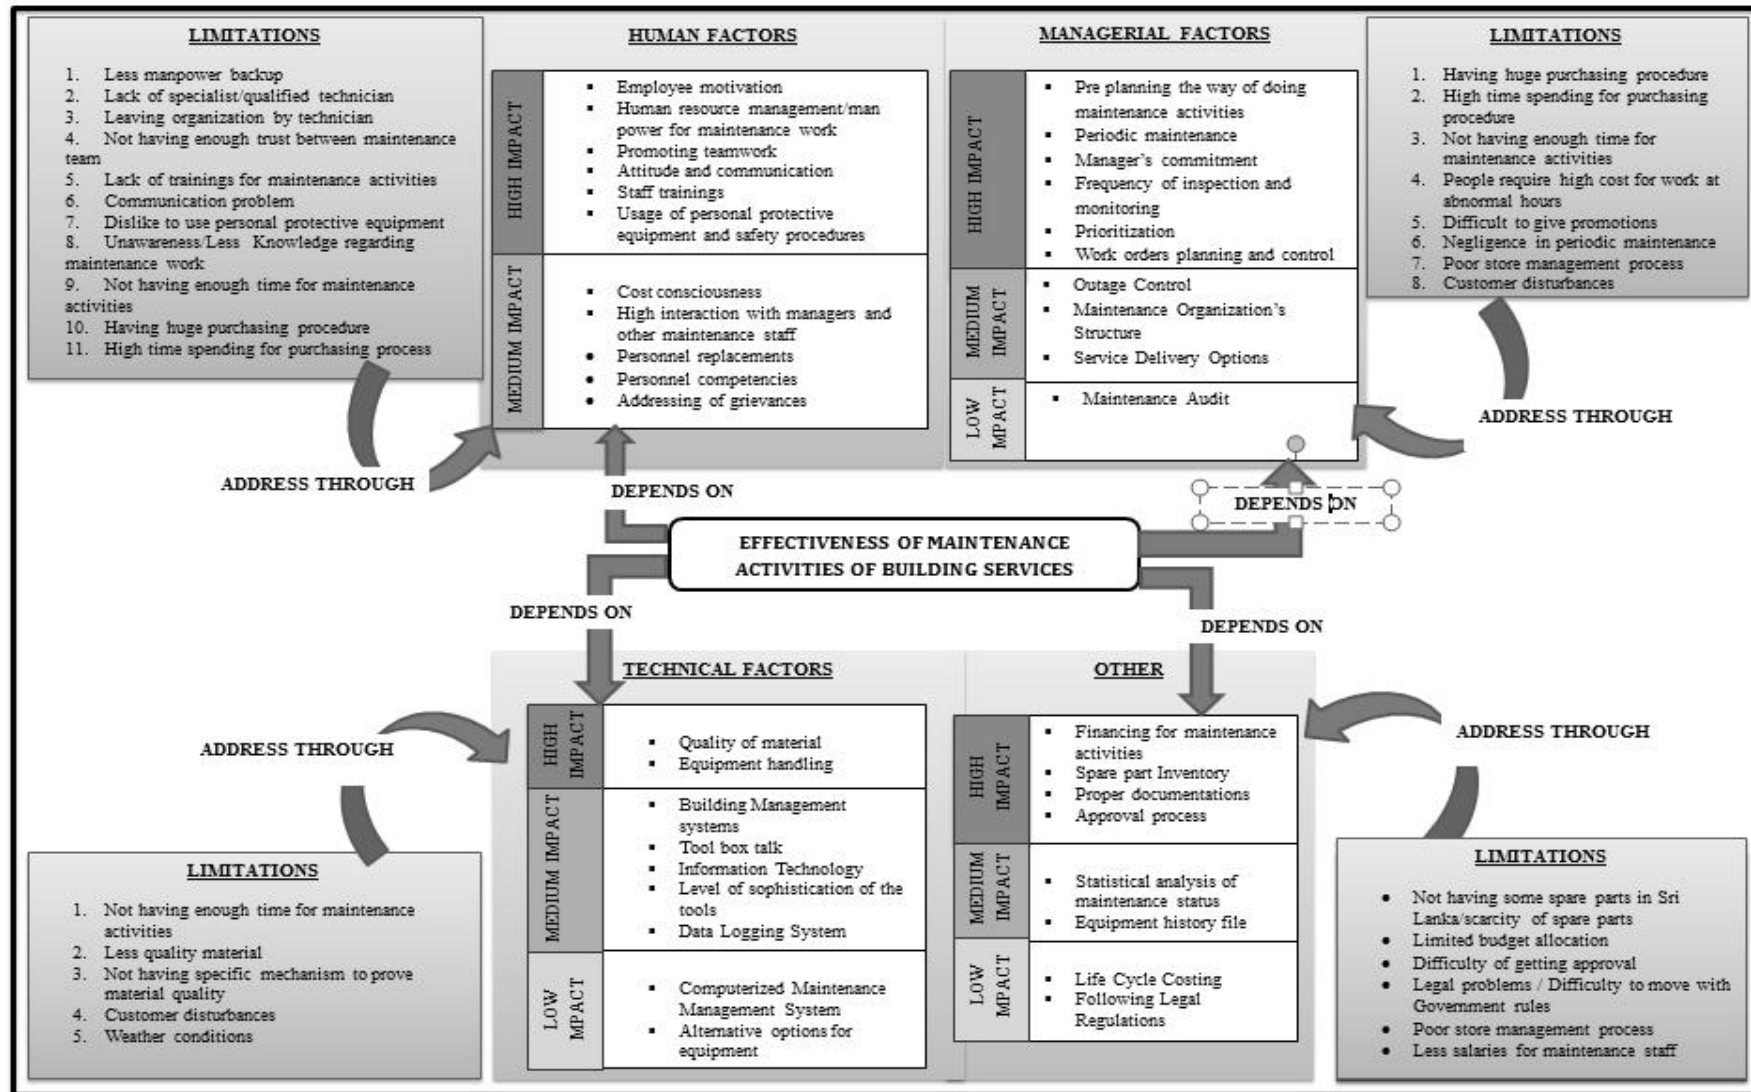 LIMITATIONS
1. Less manpower backup
2. Lack of specialist/qualified technician
3. Leaving organization by technician
4. Not having enough trust between maintenance
team
5. Lack of trainings for maintenance activities
6. Communication problem
7. Dislike to use personal protective equipment
8. Unawareness/Less Knowledge regarding
maintenance work
9. Not having enough time for maintenance
activities
10. Having huge purchasing procedure
11. High time spending for purchasing process
ADDRESS THROUGH
HUMAN FACTORS
HIGH IMPACT
▪ Employee motivation
▪ Human resource management/man
power for maintenance work
▪ Promoting teamwork
▪ Attitude and communication
▪ Staff trainings
▪ Usage of personal protective
equipment and safety procedures
MEDIUM IMPACT
▪ Cost consciousness
▪ High interaction with managers and
other maintenance staff
● Personnel replacements
● Personnel competencies
● Addressing of grievances
DEPENDS ON
MANAGERIAL FACTORS
HIGH IMPACT
▪ Pre planning the way of doing
maintenance activities
▪ Periodic maintenance
▪ Manager's commitment
▪ Frequency of inspection and
monitoring
▪ Prioritization
▪ Work orders planning and control
MEDIUM
IMPACT
▪ Outage Control
▪ Maintenance Organization's
Structure
▪ Service Delivery Options
LOW
MPACT
▪ Maintenance Audit
DEPENDS ON
LIMITATIONS
1. Having huge purchasing procedure
2. High time spending for purchasing
procedure
3. Not having enough time for
maintenance activities
4. People require high cost for work at
abnormal hours
5. Difficult to give promotions
6. Negligence in periodic maintenance
7. Poor store management process
8. Customer disturbances
ADDRESS THROUGH
EFFECTIVENESS OF MAINTENANCE
ACTIVITIES OF BUILDING SERVICES
DEPENDS ON
DEPENDS ON
ADDRESS THROUGH
LIMITATIONS
1. Not having enough time for maintenance
activities
2. Less quality material
3. Not having specific mechanism to prove
material quality
4. Customer disturbances
5. Weather conditions
TECHNICAL FACTORS
HIGH
IMPACT
▪ Quality of material
▪ Equipment handling
MEDIUM IMPACT
▪ Building Management
systems
▪ Tool box talk
▪ Information Technology
▪ Level of sophistication of the
tools
▪ Data Logging System
LOW
MPACT
▪ Computerized Maintenance
Management System
▪ Alternative options for
equipment
OTHER
HIGH
IMPACT
▪ Financing for maintenance
activities
▪ Spare part Inventory
▪ Proper documentations
▪ Approval process
MEDIUM
IMPACT
▪ Statistical analysis of
maintenance status
▪ Equipment history file
LOW
MPACT
▪ Life Cycle Costing
▪ Following Legal
Regulations
ADDRESS THROUGH
LIMITATIONS
● Not having some spare parts in Sri
Lanka/scarcity of spare parts
● Limited budget allocation
● Difficulty of getting approval
● Legal problems / Difficulty to move with
Government rules
● Poor store management process
● Less salaries for maintenance staff